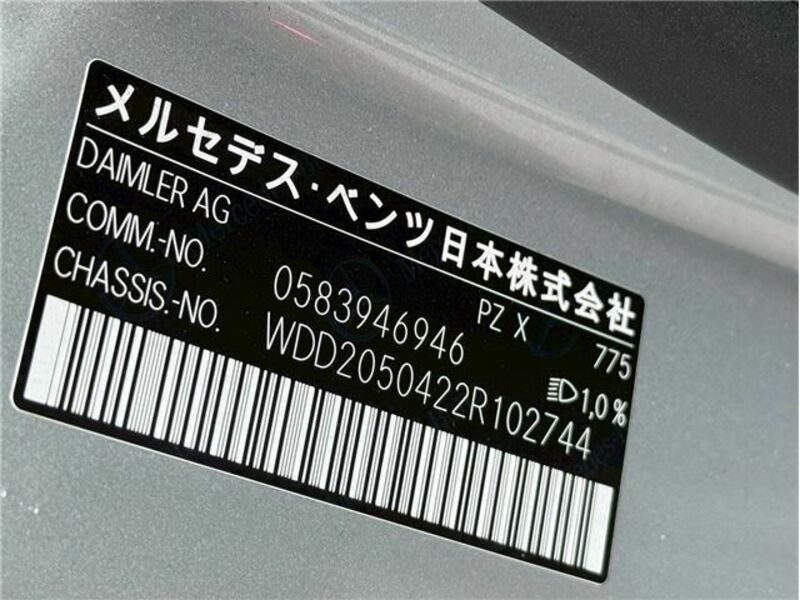 メルセデス・ベンツ日本株式会社
DAIMLER AG
COMM.-NO. 0583946946 PZ X 775
CHASSIS.-NO. WDD2050422R102744 1,0 %